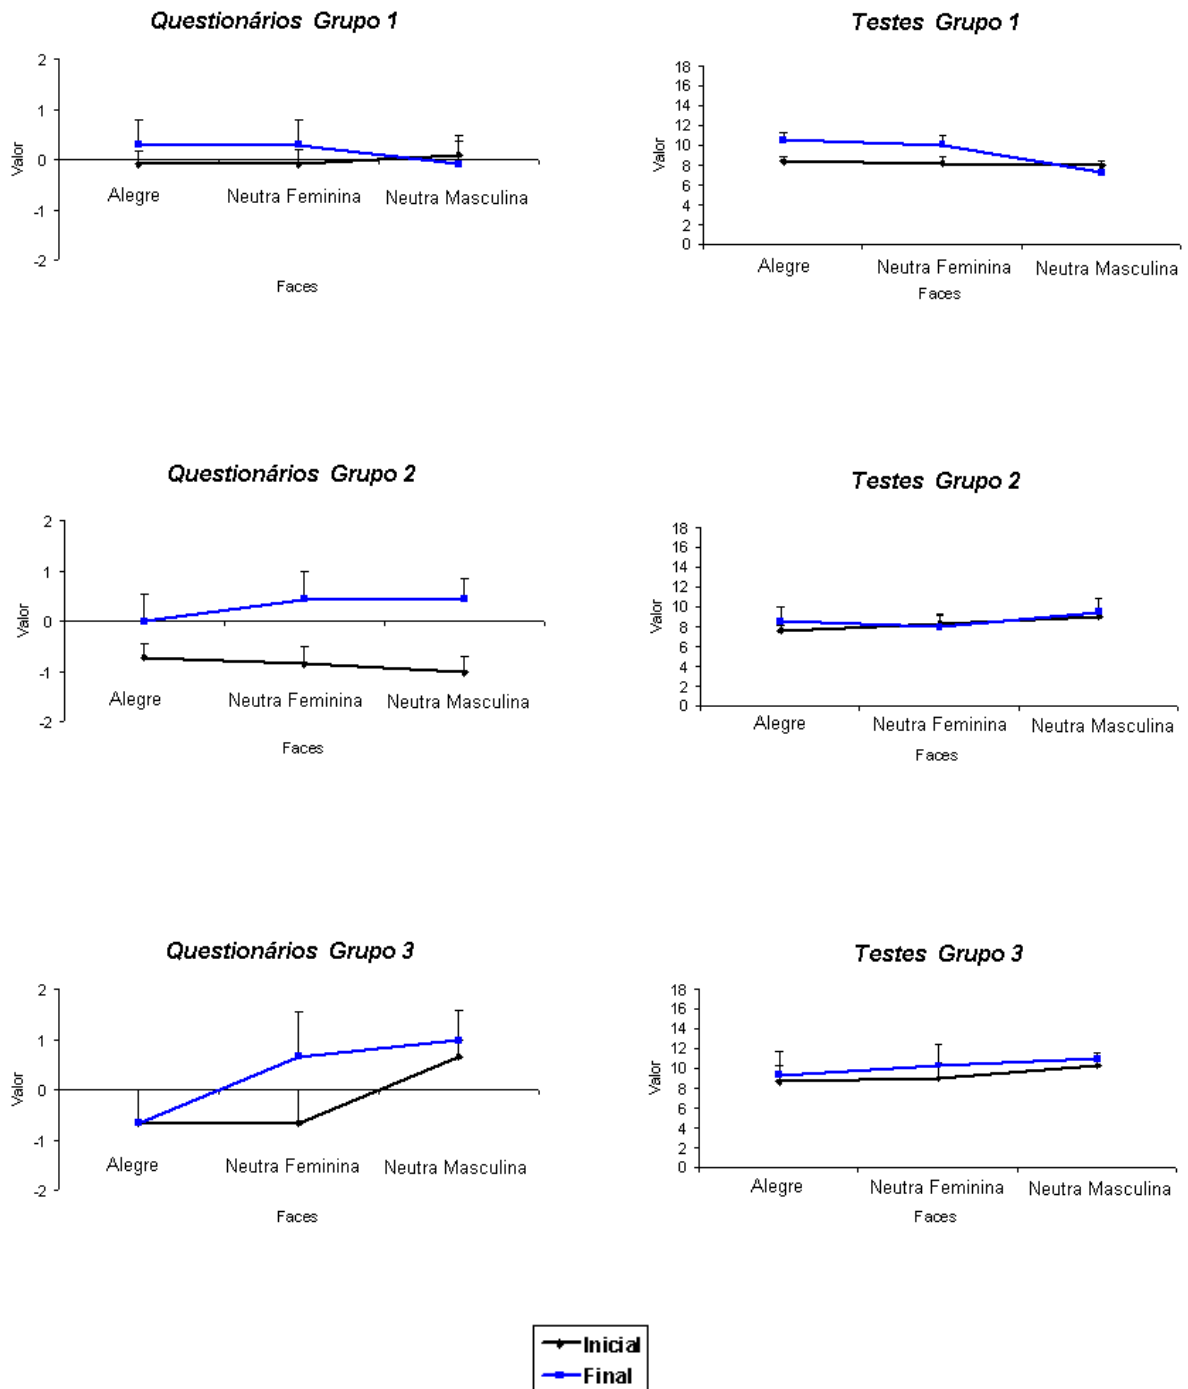 Questionários Grupo 1
2
1
0
-1
-2
Valor
Alegre
Neutra Feminina
Neutra Masculina
Faces
Testes Grupo 1
18
16
14
12
10
8
6
4
2
0
Valor
Alegre
Neutra Feminina
Neutra Masculina
Faces
Questionários Grupo 2
2
1
0
-1
-2
Valor
Alegre
Neutra Feminina
Neutra Masculina
Faces
Testes Grupo 2
18
16
14
12
10
8
6
4
2
0
Valor
Alegre
Neutra Feminina
Neutra Masculina
Faces
Questionários Grupo 3
2
1
0
-1
-2
Valor
Alegre
Neutra Feminina
Neutra Masculina
Faces
Testes Grupo 3
18
16
14
12
10
8
6
4
2
0
Valor
Alegre
Neutra Feminina
Neutra Masculina
Faces
Inicial
Final